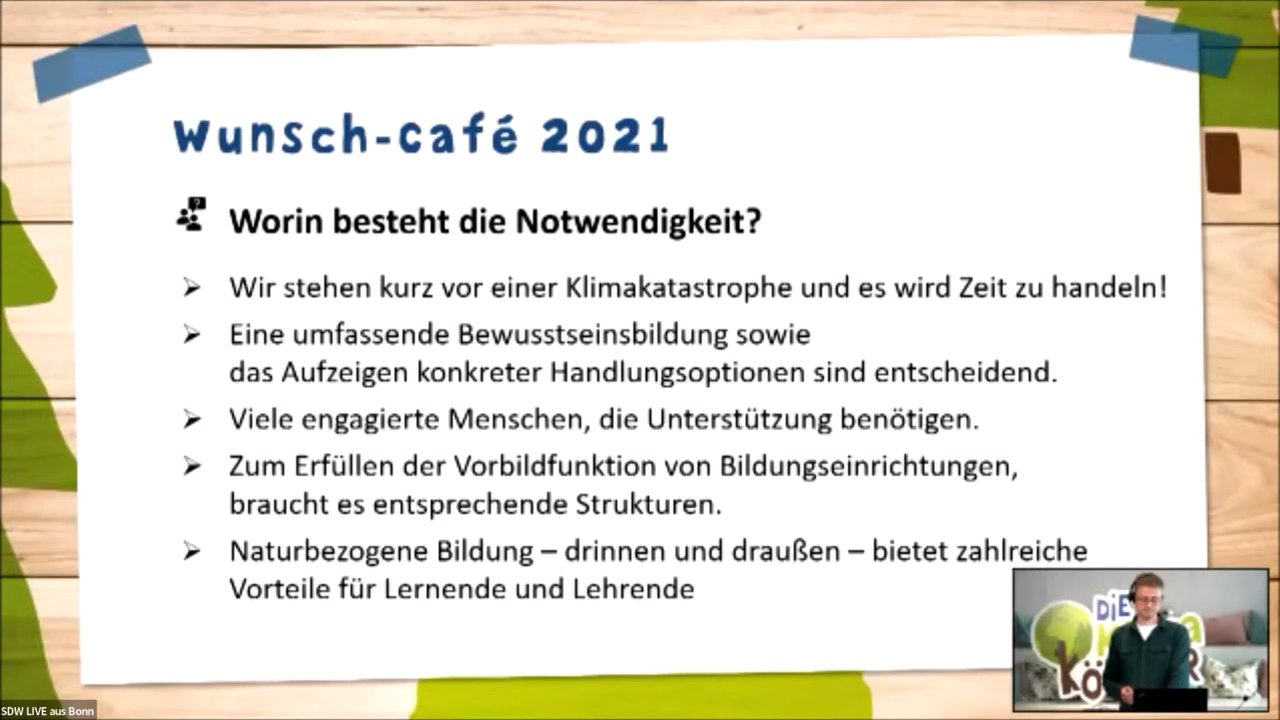 Wunsch-café 2021
Worin besteht die Notwendigkeit?
Wir stehen kurz vor einer Klimakatastrophe und es wird Zeit zu handeln!
Eine umfassende Bewusstseinsbildung sowie
das Aufzeigen konkreter Handlungsoptionen sind entscheidend.
Viele engagierte Menschen, die Unterstützung benötigen.
Zum Erfüllen der Vorbildfunktion von Bildungseinrichtungen,
braucht es entsprechende Strukturen.
Naturbezogene Bildung – drinnen und draußen – bietet zahlreiche
Vorteile für Lernende und Lehrende
DiE
SDW LIVE aus Bonn